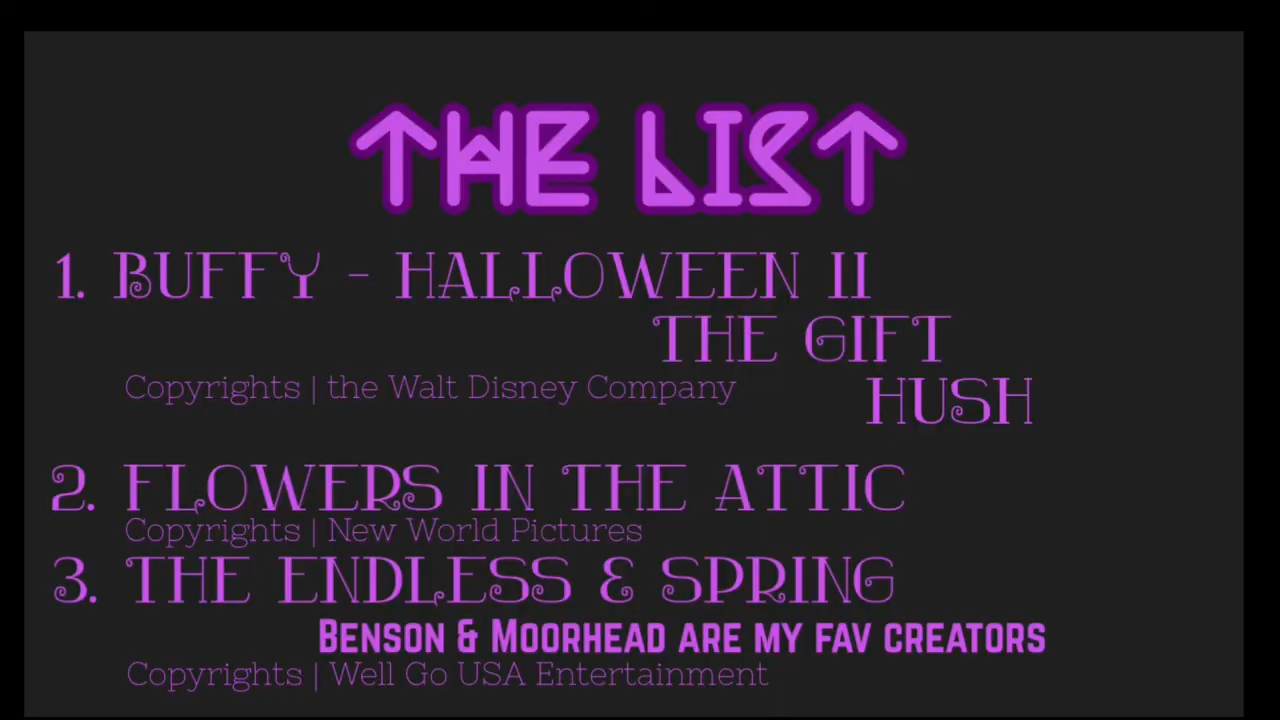 THE LIST
1. BUFFY - HALLOWEEN II
THE GIFT
Copyrights | the Walt Disney Company
HUSH
2. FLOWERS IN THE ATTIC
Copyrights | New World Pictures
3. THE ENDLESS & SPRING
BENSON & MOORHEAD ARE MY FAV CREATORS
Copyrights | Well Go USA Entertainment